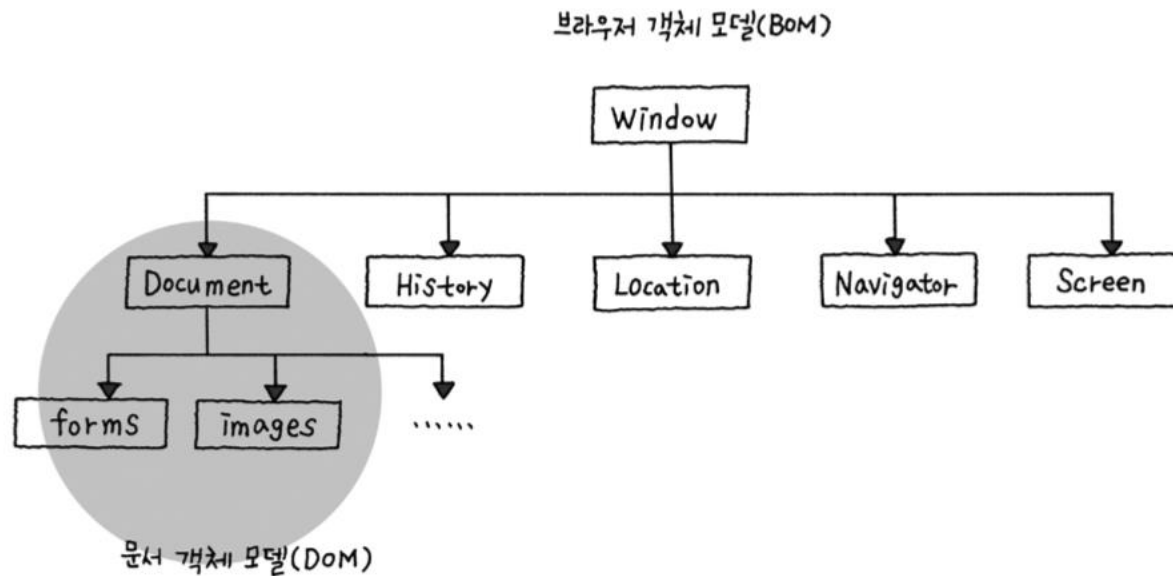 브라우저 객체 모델(BOM)
Window
Document
History
Location
Navigator
Screen
forms
images
......
문서 객체 모델(DOM)